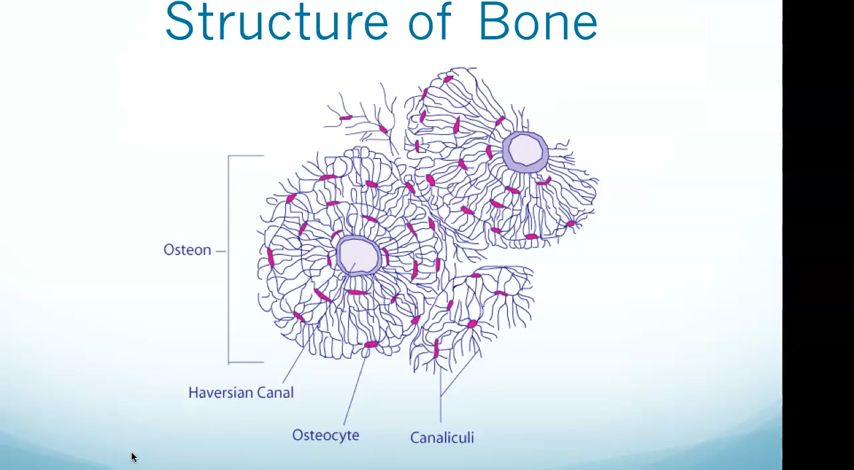 Structure of Bone
Osteon
Haversian Canal
Osteocyte
Canaliculi